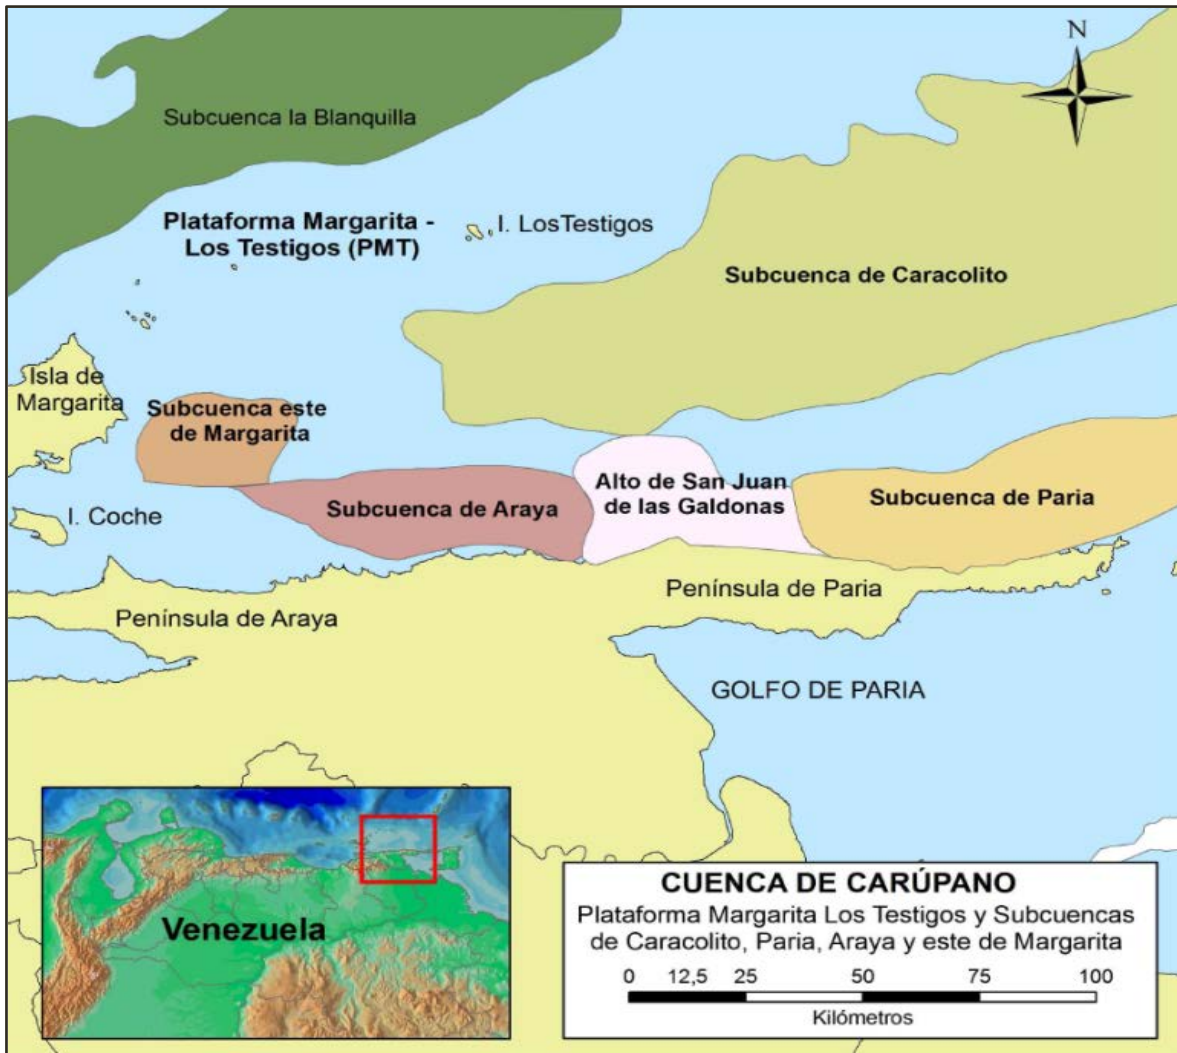 N
Subcuenca la Blanquilla
Plataforma Margarita -
Los Testigos (PMT)
I. LosTestigos
Subcuenca de Caracolito
Isla de
Margarita
Subcuenca este
de Margarita
Alto de San Juan
de las Galdonas
Subcuenca de Paria
Subcuenca de Araya
I. Coche
Península de Paria
Península de Araya
GOLFO DE PARIA
Venezuela
CUENCA DE CARÚPANO
Plataforma Margarita Los Testigos y Subcuencas
de Caracolito, Paria, Araya y este de Margarita
0 12,5 25 50 75 100
Kilómetros